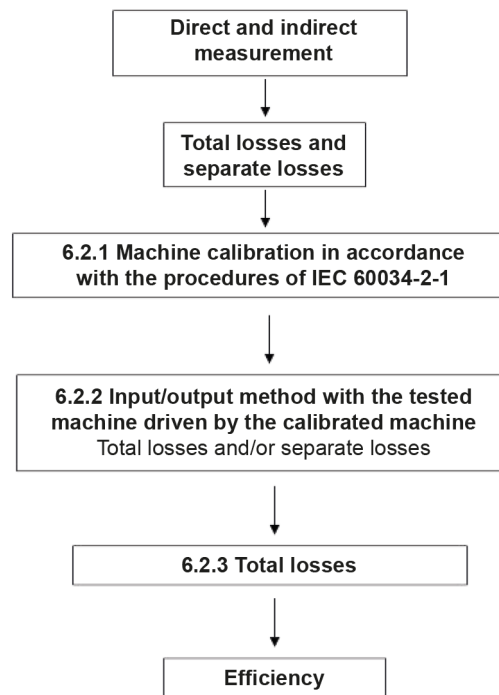 Direct and indirect
measurement
Total losses and
separate losses
6.2.1 Machine calibration in accordance
with the procedures of IEC 60034-2-1
6.2.2 Input/output method with the tested
machine driven by the calibrated machine
Total losses and/or separate losses
6.2.3 Total losses
Efficiency